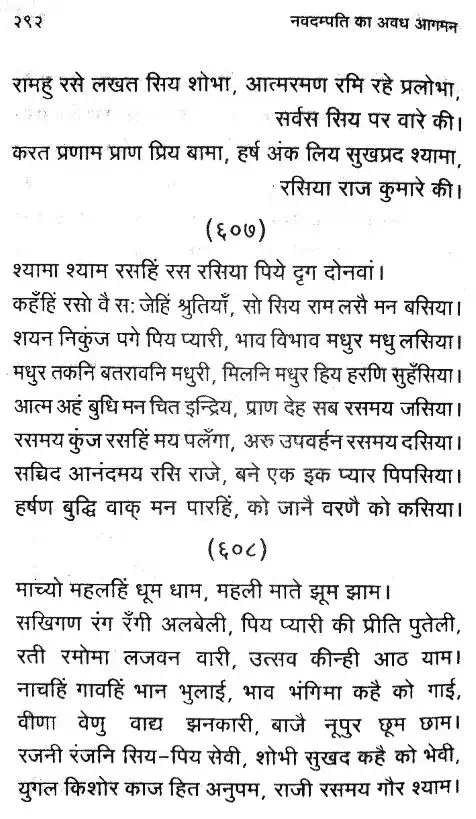 २९२ नवदम्पति का अवध आगमन
रामहु रसे लखत सिय शोभा, आत्मरमण रमि रहे प्रलोभा,
सर्वस सिय पर वारे की।
करत प्रणाम प्राण प्रिय बामा, हर्ष अंक लिय सुखप्रद श्यामा,
रसिया राज कुमारे की।
(६०७)
श्यामा श्याम रसहिं रस रसिया पिये दृग दोनवां।
कहँहिं रसो वै स: जेहिं श्रुतियाँ, सो सिय राम लसै मन बसिया।
शयन निकुंज पगे पिय प्यारी, भाव विभाव मधुर मधु लसिया।
मधुर तकनि बतरावनि मधुरी, मिलनि मधुर हिय हरणि सुहँसिया।
आत्म अहं बुधि मन चित इन्द्रिय, प्राण देह सब रसमय जसिया।
रसमय कुंज रसहिं मय पलँगा, अरु उपवर्हन रसमय दसिया।
सच्चिद आनंदमय रसि राजे, बने एक इक प्यार पिपसिया।
हर्षण बुद्धि वाक् मन पारहिं, को जानै वरणै को कसिया।
(६०८)
माच्यो महलहिं धूम धाम, महली माते झूम झाम।
सखिगण रंग रँगी अलबेली, पिय प्यारी की प्रीति पुतेली,
रती रमोमा लजवन वारी, उत्सव कीन्ही आठ याम।
नाचहिं गावहिं भान भुलाई, भाव भंगिमा कहै को गाई,
वीणा वेणु वाद्य झनकारी, बाजै नूपुर छूम छाम।
रजनी रंजनि सिय-पिय सेवी, शोभी सुखद कहै को भेवी,
युगल किशोर काज हित अनुपम, राजी रसमय गौर श्याम।